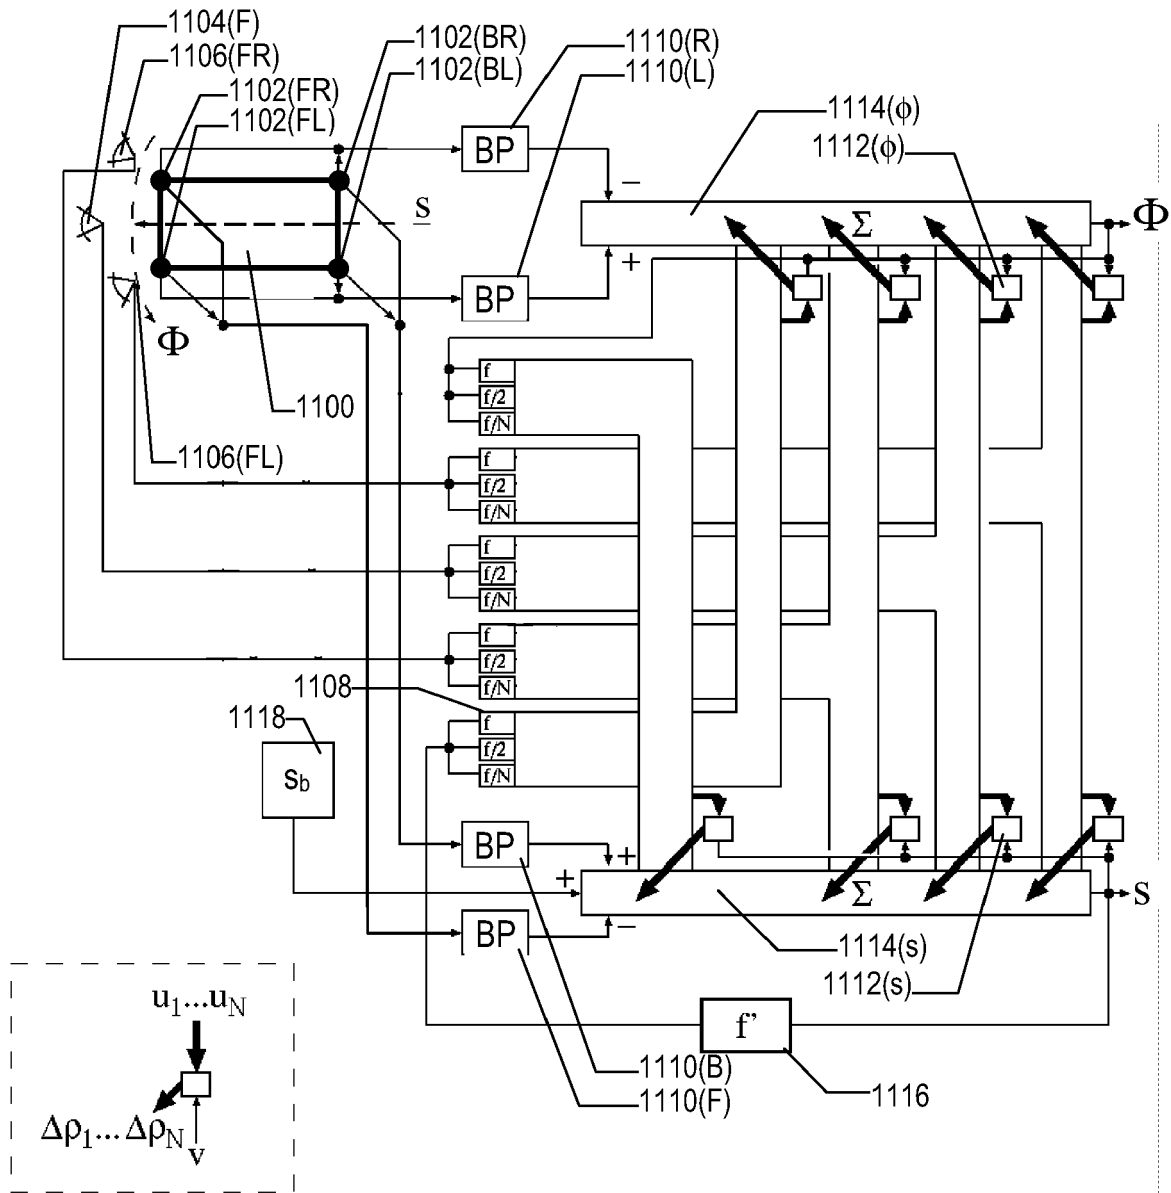 1104(F)
1106(FR)
1102(FR)
1102(FL)
1102(BR)
1102(BL)
1110(R)
1110(L)
1114(ϕ)
1112(ϕ)
BP
−
Σ
Φ
s
+
BP
Φ
1100
1106(FL)
f
f/2
f/N
f
f/2
f/N
f
f/2
f/N
f
f/2
f/N
1108
f
f/2
f/N
1118
sb
BP
+
+
Σ
s
BP
−
1114(s)
1112(s)
f'
1110(B)
1110(F)
1116
u1...uN
Δρ1... ΔρN
v